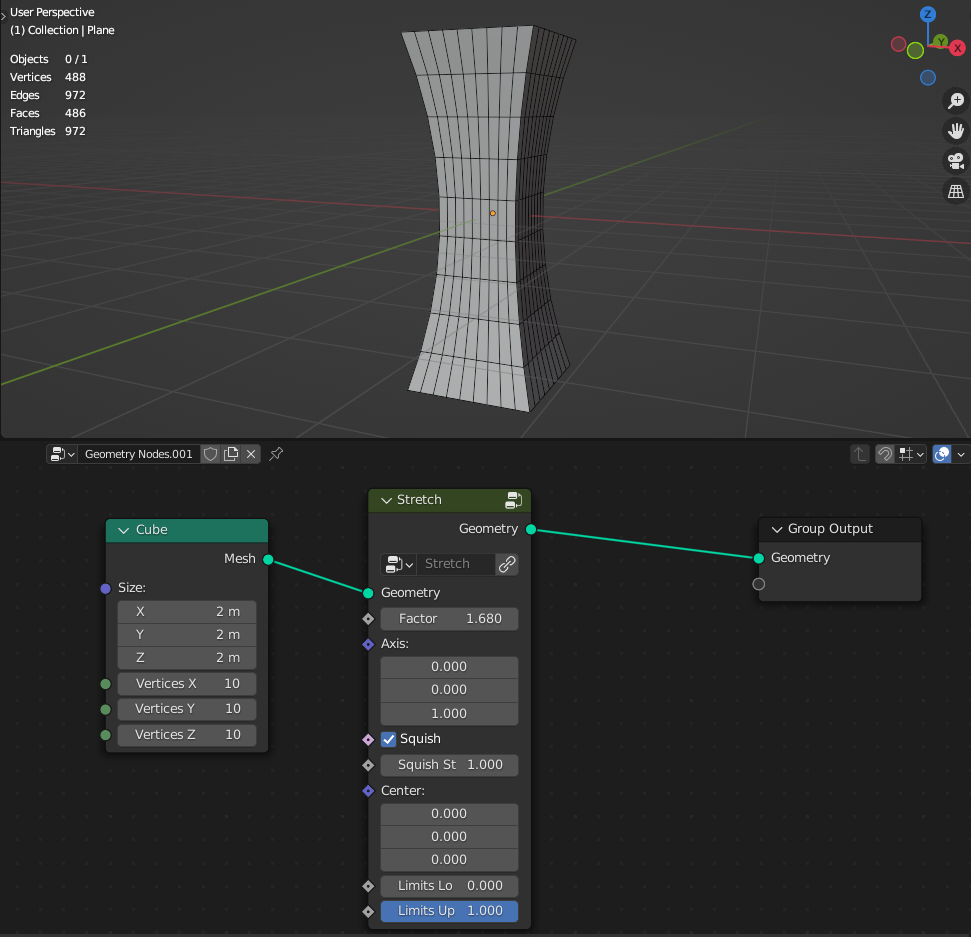 User Perspective
(1) Collection | Plane
Objects 0 / 1
Vertices 488
Edges 972
Faces 486
Triangles 972
Z
Y
X
Geometry Nodes.001
Stretch
Geometry
Stretch
Geometry
Factor 1.680
Axis:
0.000
0.000
1.000
Squish
Squish St 1.000
Center:
0.000
0.000
0.000
Limits Lo 0.000
Limits Up 1.000
Cube
Mesh
Size:
X 2 m
Y 2 m
Z 2 m
Vertices X 10
Vertices Y 10
Vertices Z 10
Group Output
Geometry